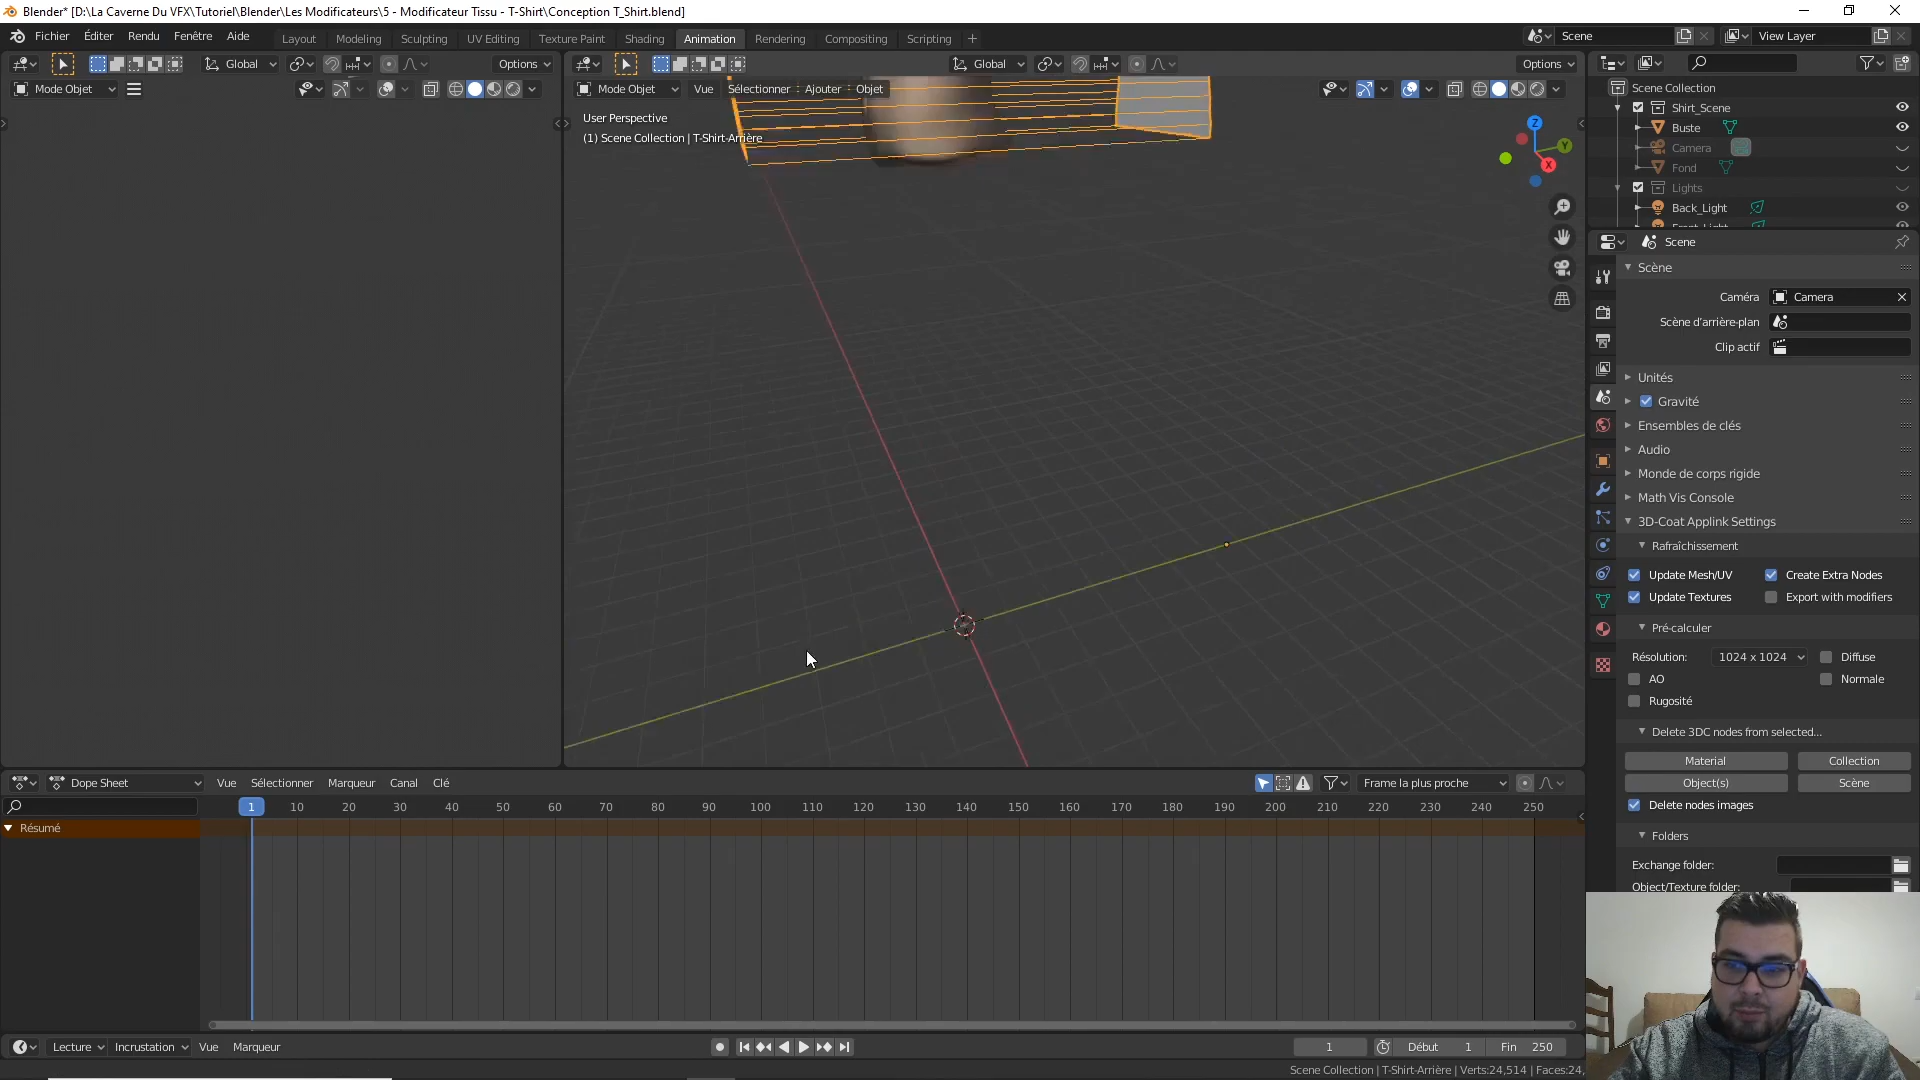 Blender* [D:\La Caverne Du VFX\Tutoriel\Blender\Les Modificateurs\5 - Modificateur Tissu - T-Shirt\Conception T_Shirt.blend]
Fichier Éditer Rendu Fenêtre Aide Layout Modeling Sculpting UV Editing Texture Paint Shading Animation Rendering Compositing Scripting + Scene View Layer
Global Options Global Options
Mode Objet Mode Objet Vue Sélectionner Ajouter Objet
User Perspective
(1) Scene Collection | T-Shirt-Arrière
Z
Y
X
Scene Collection
Shirt_Scene
Buste
Camera
Fond
Lights
Back_Light
Scene
Scène
Caméra Camera
Scène d'arrière-plan
Clip actif
Unités
Gravité
Ensembles de clés
Audio
Monde de corps rigide
Math Vis Console
3D-Coat Applink Settings
Rafraîchissement
Update Mesh/UV Create Extra Nodes
Update Textures Export with modifiers
Pré-calculer
Résolution: 1024 x 1024 Diffuse
AO Normale
Rugosité
Delete 3DC nodes from selected...
Material Collection
Object(s) Scène
Delete nodes images
Folders
Exchange folder:
Object/Texture folder:
Dope Sheet Vue Sélectionner Marqueur Canal Clé Frame la plus proche
1 10 20 30 40 50 60 70 80 90 100 110 120 130 140 150 160 170 180 190 200 210 220 230 240 250
Résumé
Lecture Incrustation Vue Marqueur 1 Début 1 Fin 250
Scene Collection | T-Shirt-Arrière | Verts:24,514 | Faces:24,